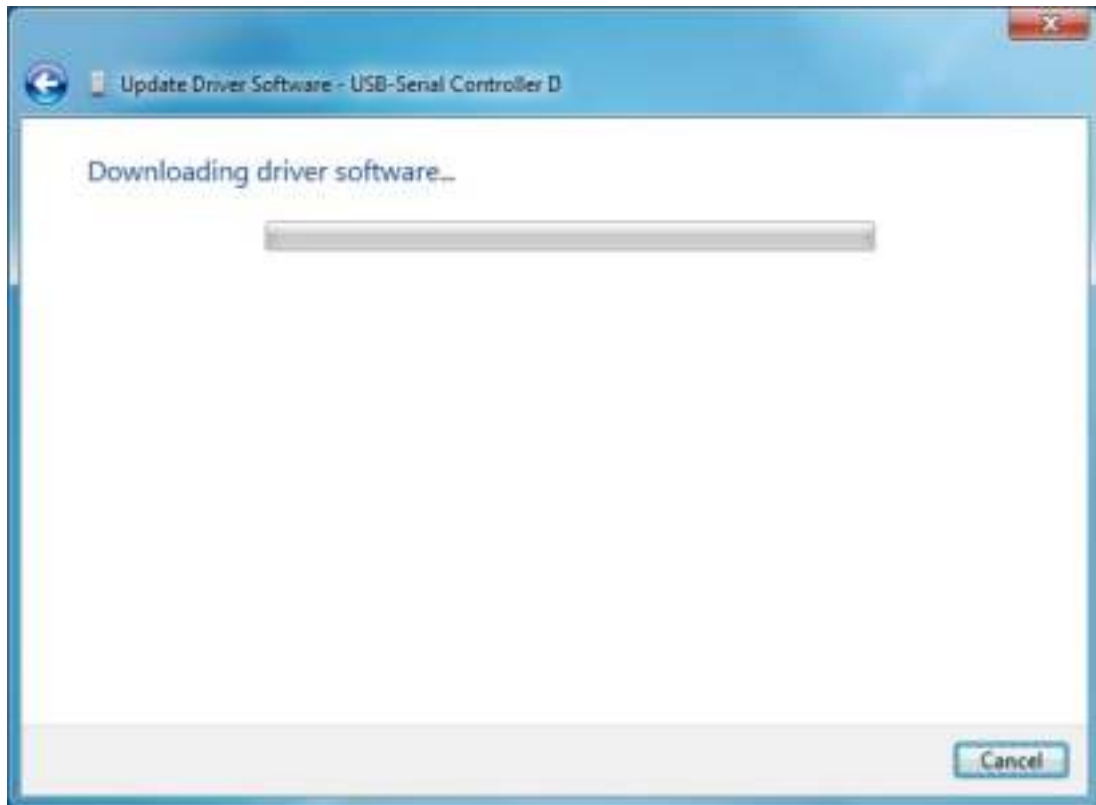 Update Driver Software - USB-Serial Controller D
Downloading driver software...
Cancel